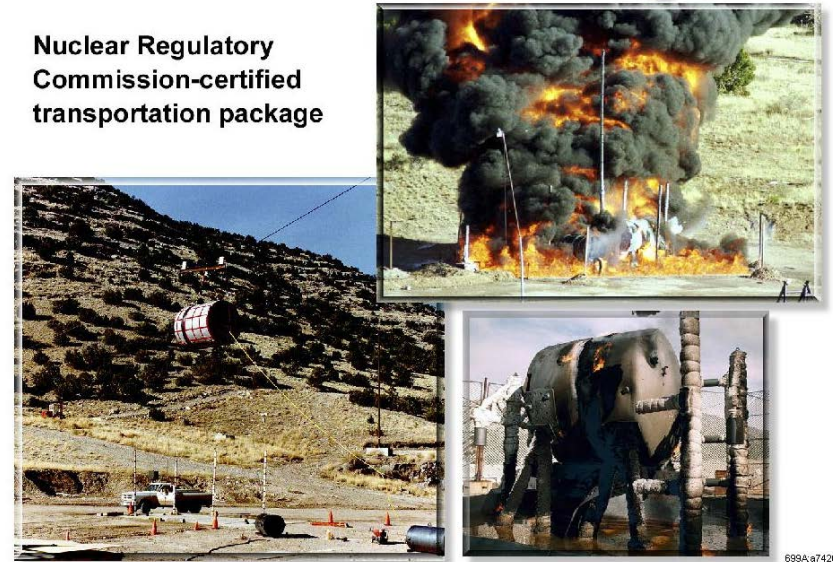 Nuclear Regulatory
Commission-certified
transportation package